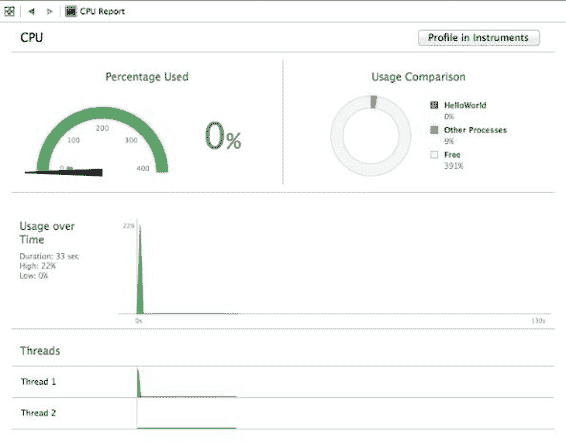 CPU Report
CPU
Profile in Instruments
Percentage Used
200
100
300
0 %
400
0%
Usage Comparison
HelloWorld
0%
Other Processes
9%
Free
391%
Usage over
Time
Duration: 33 sec
High: 22%
Low: 0%
22%
0s
130s
Threads
Thread 1
Thread 2